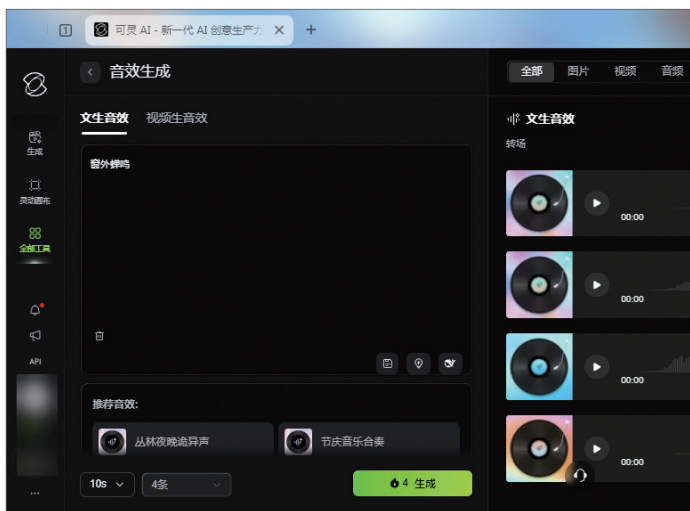 1
可灵 AI - 新一代 AI 创意生产力
音效生成
全部 图片 视频 音频
文生音效 视频生音效
文生音效
转场
窗外蝉鸣
生成
灵动画布
全部工具
API
00:00
00:00
00:00
00:00
推荐音效:
丛林夜晚诡异声 节庆音乐合奏
10s 4条 4 生成